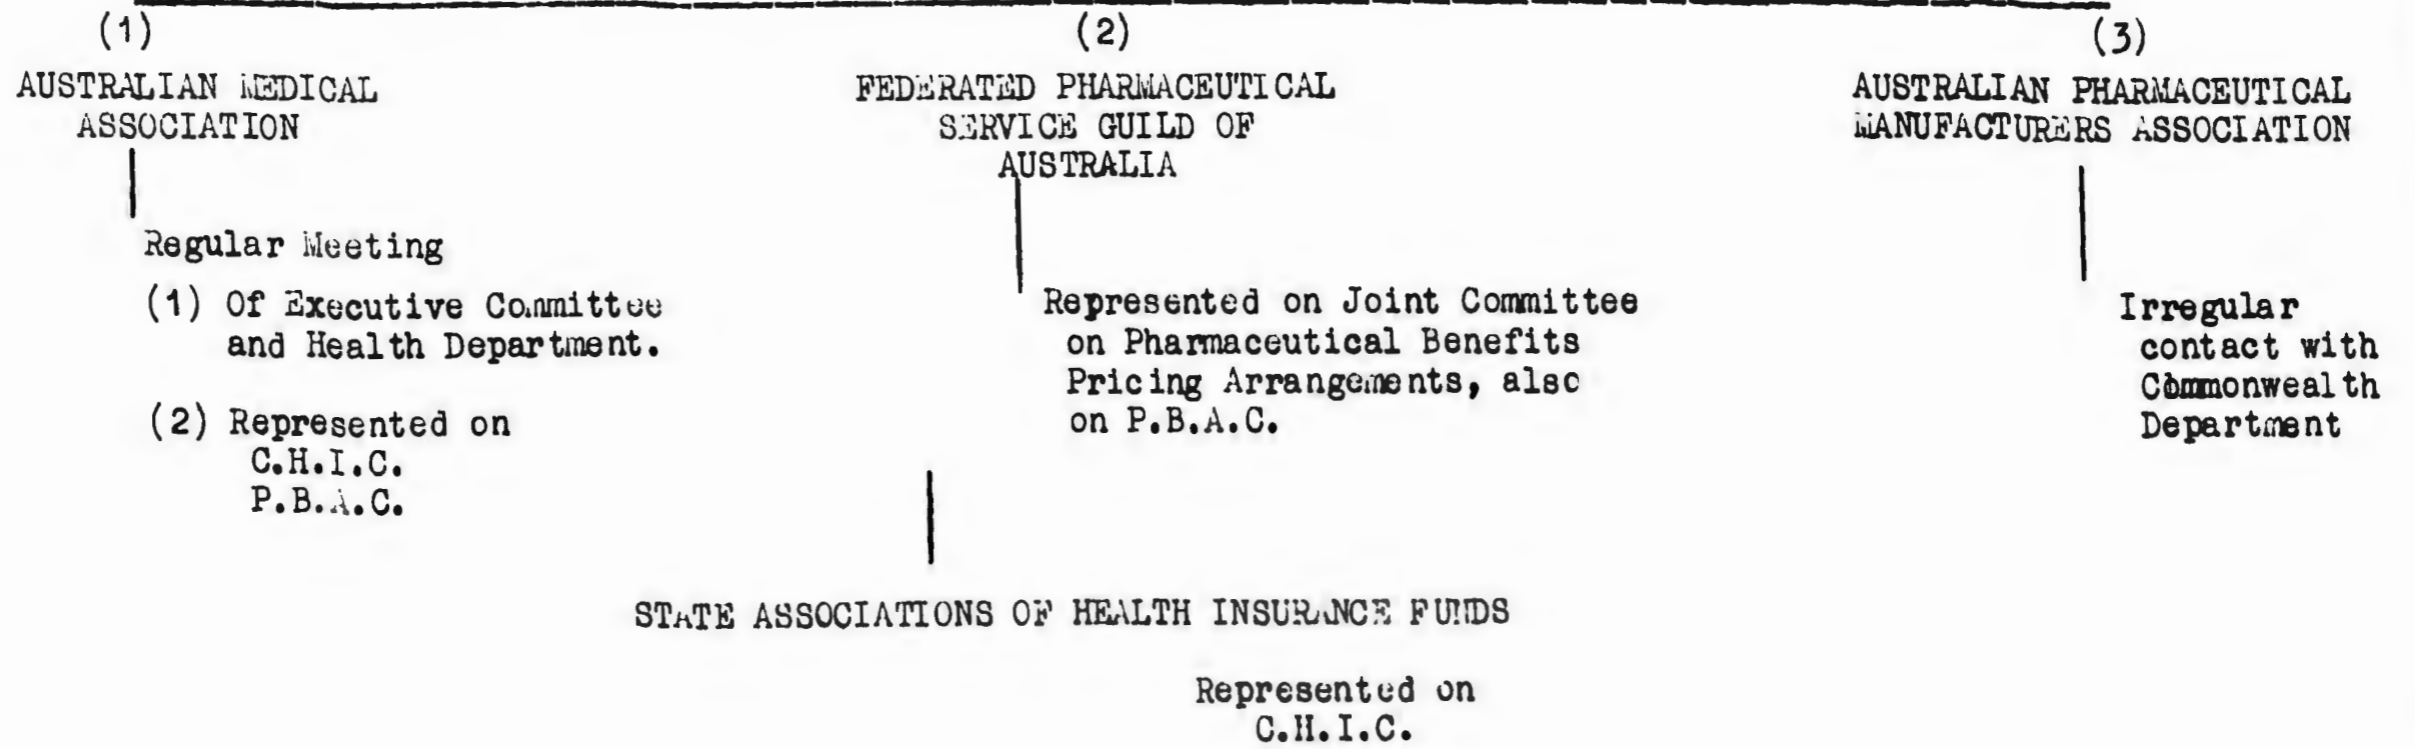 (1)
AUSTRALIAN MEDICAL
ASSOCIATION
Regular Meeting
(1) Of Executive Committee
and Health Department.
(2) Represented on
C.H.I.C.
P.B.A.C.
(2)
FEDERATED PHARMACEUTICAL
SERVICE GUILD OF
AUSTRALIA
Represented on Joint Committee
on Pharmaceutical Benefits
Pricing Arrangements, also
on P.B.A.C.
(3)
AUSTRALIAN PHARMACEUTICAL
MANUFACTURERS ASSOCIATION
Irregular
contact with
Commonwealth
Department
STATE ASSOCIATIONS OF HEALTH INSURANCE FUNDS
Represented on
C.H.I.C.